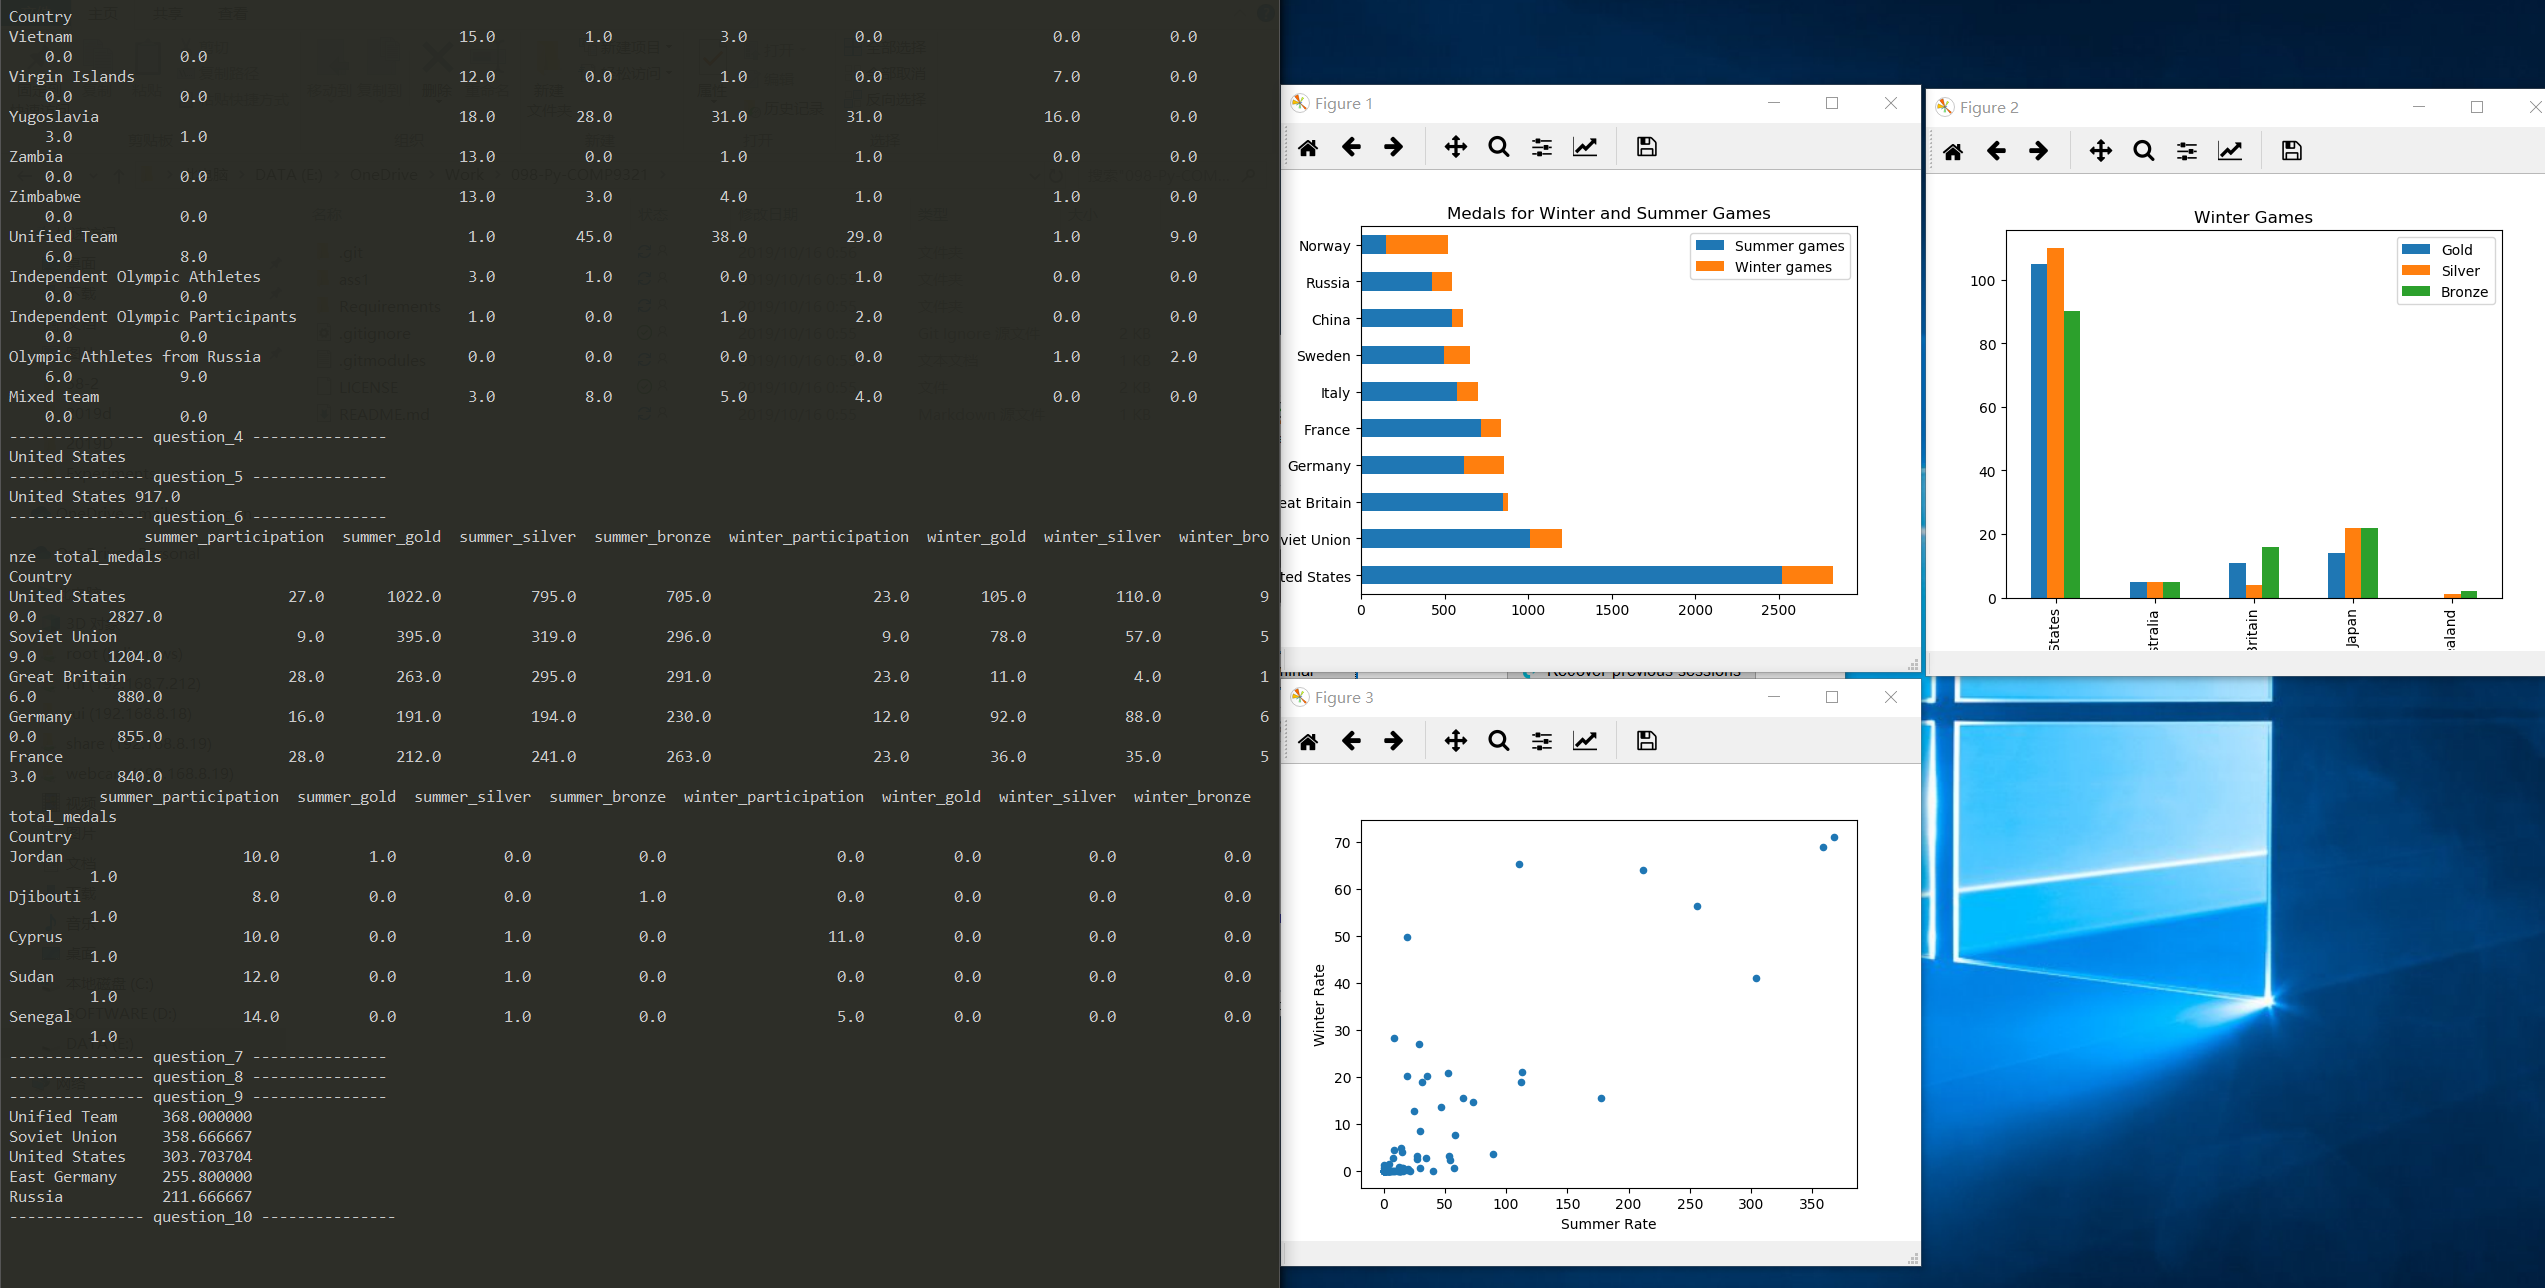 Country
Vietnam 15.0 1.0 3.0 0.0 0.0 0.0
0.0 0.0
Virgin Islands 12.0 0.0 1.0 0.0 7.0 0.0
0.0 0.0
Yugoslavia 18.0 28.0 31.0 31.0 16.0 0.0
3.0 1.0
Zambia 13.0 0.0 1.0 1.0 0.0 0.0
0.0 0.0
Zimbabwe 13.0 3.0 4.0 1.0 1.0 0.0
0.0 0.0
Unified Team 1.0 45.0 38.0 29.0 1.0 9.0
6.0 8.0
Independent Olympic Athletes 3.0 1.0 0.0 1.0 0.0 0.0
0.0 0.0
Independent Olympic Participants 1.0 0.0 1.0 2.0 0.0 0.0
0.0 0.0
Olympic Athletes from Russia 0.0 0.0 0.0 0.0 1.0 2.0
6.0 9.0
Mixed team 3.0 8.0 5.0 4.0 0.0 0.0
0.0 0.0
--------------- question_4 ---------------
United States
--------------- question_5 ---------------
United States 917.0
--------------- question_6 ---------------
summer_participation summer_gold summer_silver summer_bronze winter_participation winter_gold winter_silver winter_bro
nze total_medals
Country
United States 27.0 1022.0 795.0 705.0 23.0 105.0 110.0 9
0.0 2827.0
Soviet Union 9.0 395.0 319.0 296.0 9.0 78.0 57.0 5
9.0 1204.0
Great Britain 28.0 263.0 295.0 291.0 23.0 11.0 4.0 1
6.0 880.0
Germany 16.0 191.0 194.0 230.0 12.0 92.0 88.0 6
0.0 855.0
France 28.0 212.0 241.0 263.0 23.0 36.0 35.0 5
3.0 840.0
summer_participation summer_gold summer_silver summer_bronze winter_participation winter_gold winter_silver winter_bronze
total_medals
Country
Jordan 10.0 1.0 0.0 0.0 0.0 0.0 0.0 0.0
1.0
Djibouti 8.0 0.0 0.0 1.0 0.0 0.0 0.0 0.0
1.0
Cyprus 10.0 0.0 1.0 0.0 11.0 0.0 0.0 0.0
1.0
Sudan 12.0 0.0 1.0 0.0 0.0 0.0 0.0 0.0
1.0
Senegal 14.0 0.0 1.0 0.0 5.0 0.0 0.0 0.0
1.0
--------------- question_7 ---------------
--------------- question_8 ---------------
--------------- question_9 ---------------
Unified Team 368.000000
Soviet Union 358.666667
United States 303.703704
East Germany 255.800000
Russia 211.666667
--------------- question_10 ---------------
Figure 1
Medals for Winter and Summer Games
Summer games
Winter games
Norway
Russia
China
Sweden
Italy
France
Germany
eat Britain
viet Union
ted States
0 500 1000 1500 2000 2500
Figure 2
Winter Games
Gold
Silver
Bronze
100
80
60
40
20
0
States
stralia
Britain
Japan
aland
Recover previous sessions
Figure 3
70
60
50
40
30
20
10
0
Winter Rate
0 50 100 150 200 250 300 350
Summer Rate